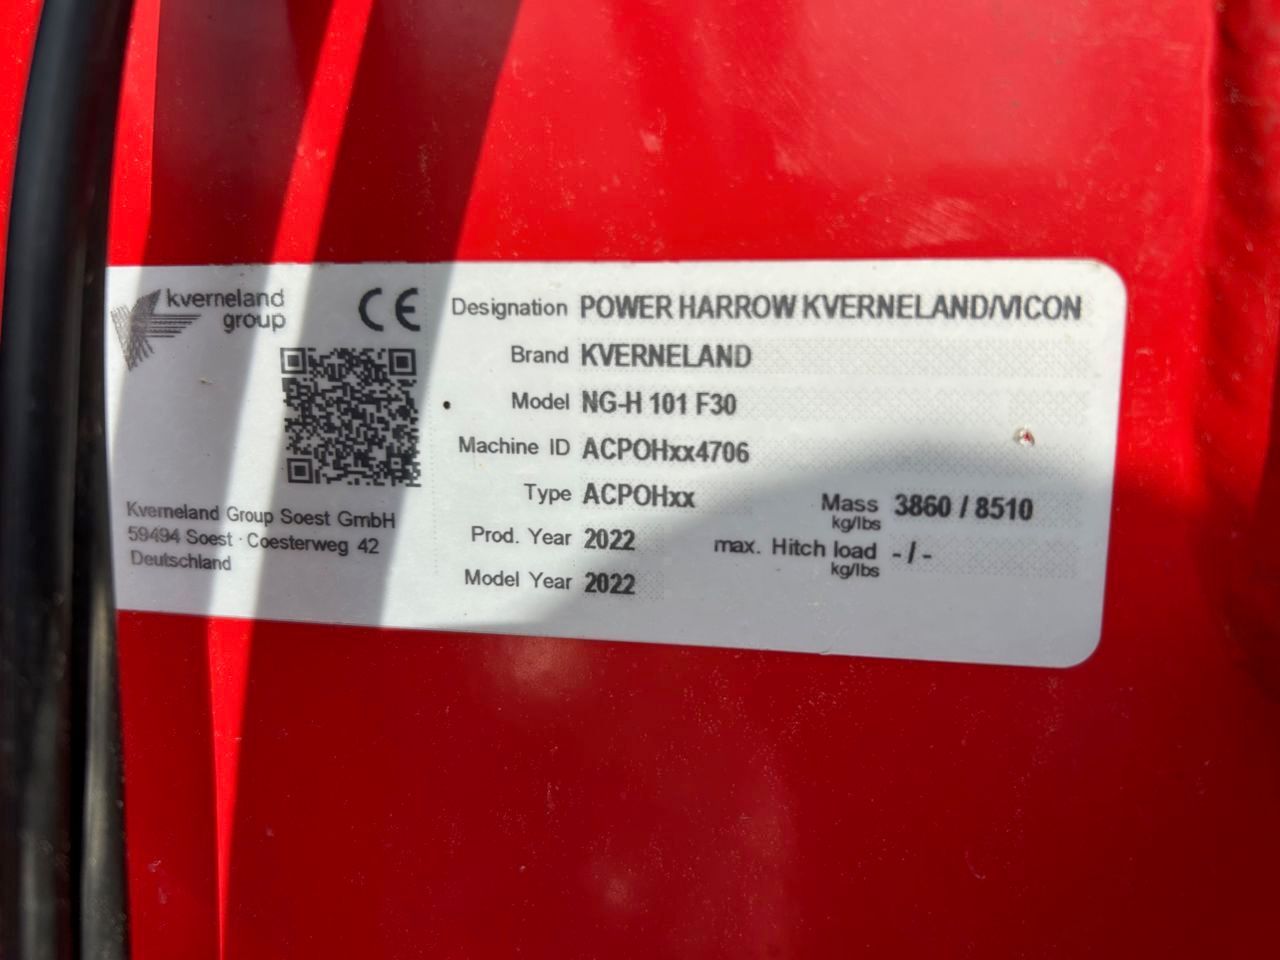 kverneland
group
CE
Designation POWER HARROW KVERNELAND/VICON
Brand KVERNELAND
Model NG-H 101 F30
Machine ID ACPOHxx4706
Type ACPOHxx
Mass kg/lbs 3860 / 8510
Prod. Year 2022
max. Hitch load kg/lbs - / -
Model Year 2022
Kverneland Group Soest GmbH
59494 Soest · Coesterweg 42
Deutschland